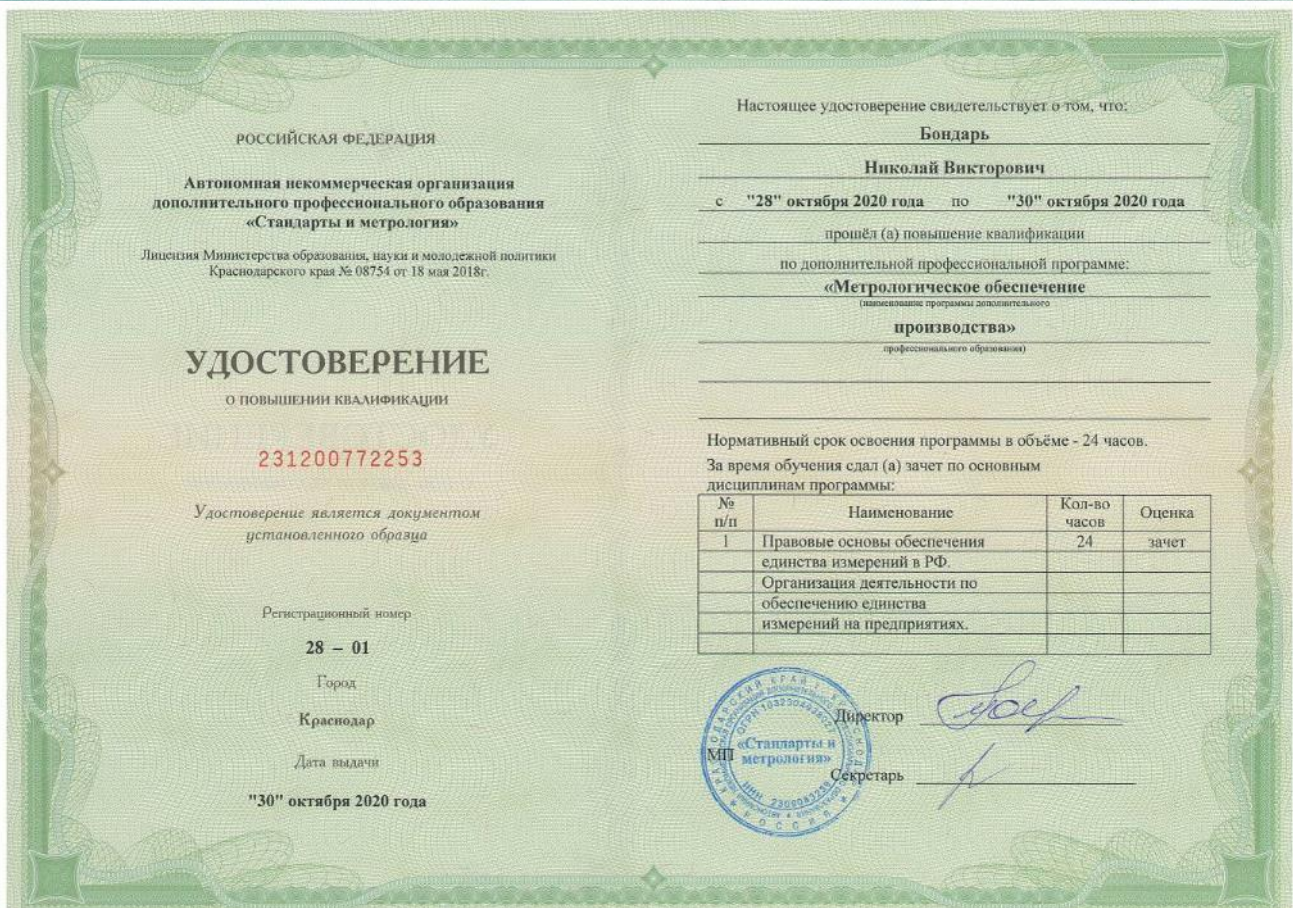 РОССИЙСКАЯ ФЕДЕРАЦИЯ
Автономная некоммерческая организация
дополнительного профессионального образования
«Стандарты и метрология»
Лицензия Министерства образования, науки и молодежной политики
Краснодарского края № 08754 от 18 мая 2018г.
УДОСТОВЕРЕНИЕ
О ПОВЫШЕНИИ КВАЛИФИКАЦИИ
231200772253
Удостоверение является документом
установленного образца
Регистрационный номер
28 – 01
Город
Краснодар
Дата выдачи
"30" октября 2020 года
Настоящее удостоверение свидетельствует о том, что:
Бондарь
Николай Викторович
с "28" октября 2020 года по "30" октября 2020 года
прошёл (а) повышение квалификации
по дополнительной профессиональной программе:
«Метрологическое обеспечение
(наименование программы дополнительного
производства»
профессионального образования)
Нормативный срок освоения программы в объёме - 24 часов.
За время обучения сдал (а) зачет по основным
дисциплинам программы:
№ п/п Наименование Кол-во часов Оценка
1 Правовые основы обеспечения 24 зачет
единства измерений в РФ.
Организация деятельности по
обеспечению единства
измерений на предприятиях.
Директор
МП
«Стандарты и
метрология»
Секретарь
РОССИЯ